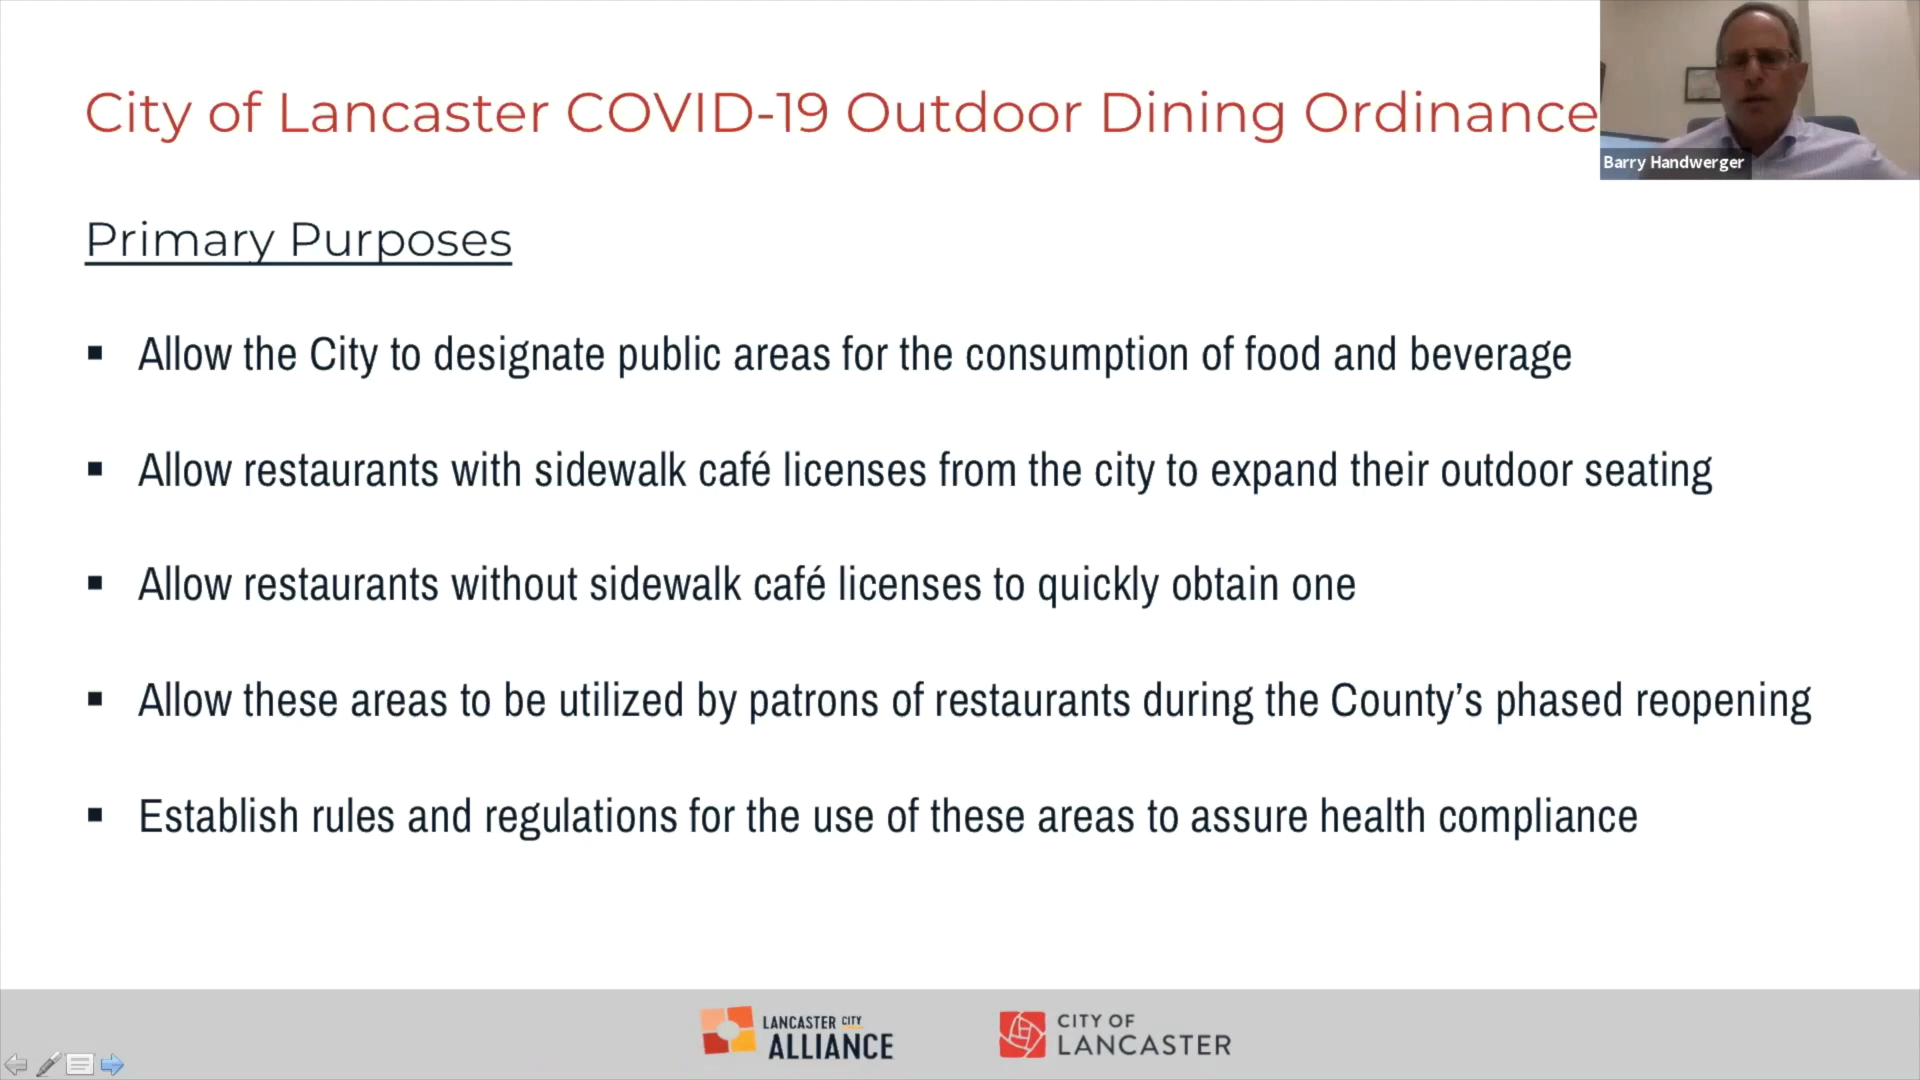 City of Lancaster COVID-19 Outdoor Dining Ordinance
Barry Handwerger
Primary Purposes
▪ Allow the City to designate public areas for the consumption of food and beverage
▪ Allow restaurants with sidewalk café licenses from the city to expand their outdoor seating
▪ Allow restaurants without sidewalk café licenses to quickly obtain one
▪ Allow these areas to be utilized by patrons of restaurants during the County’s phased reopening
▪ Establish rules and regulations for the use of these areas to assure health compliance
LANCASTER CITY
ALLIANCE
CITY OF
LANCASTER